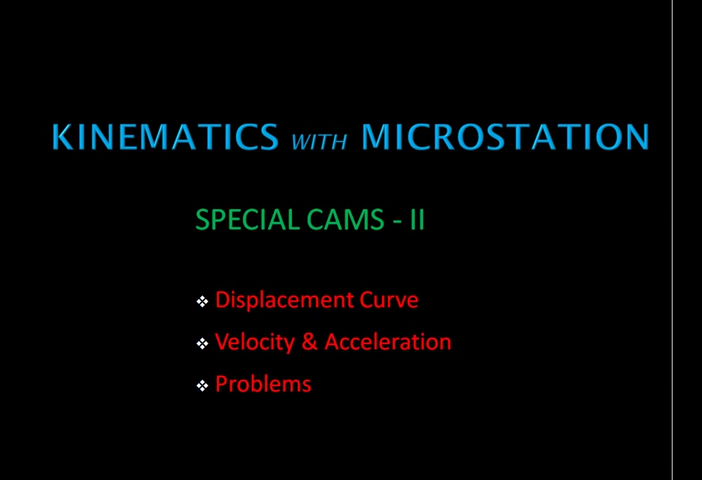 KINEMATICS WITH MICROSTATION
SPECIAL CAMS - II
❖ Displacement Curve
❖ Velocity & Acceleration
❖ Problems